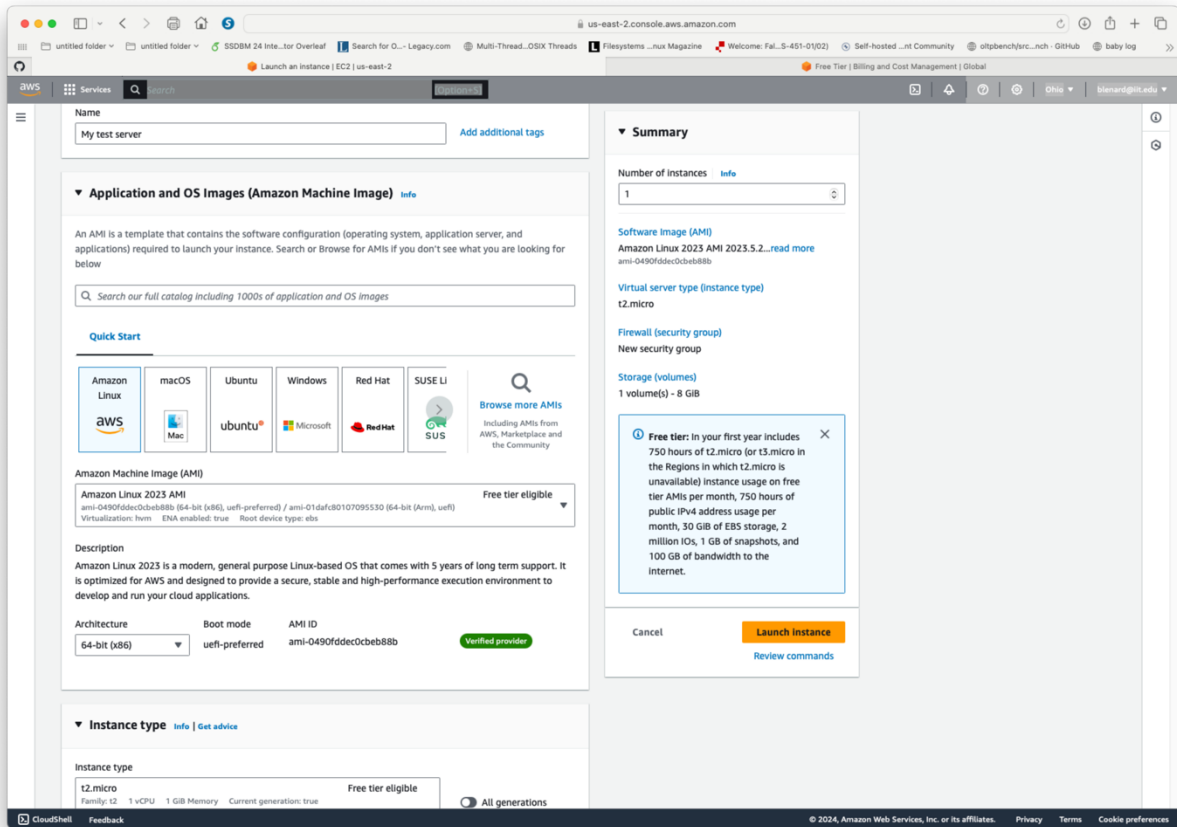 us-east-2.console.aws.amazon.com
untitled folder
untitled folder
SSDBM 24 Inte...tor Overleaf
Search for O...- Legacy.com
Multi-Thread...OSIX Threads
Filesystems ...nux Magazine
Welcome: Fal...S-451-01/02)
Self-hosted ...nt Community
oltpbench/src...nch · GitHub
baby log
Launch an instance | EC2 | us-east-2
Free Tier | Billing and Cost Management | Global
aws
Services
Search
[Option+S]
Ohio
blenard@iit.edu
Name
My test server
Add additional tags
Application and OS Images (Amazon Machine Image) Info
An AMI is a template that contains the software configuration (operating system, application server, and
applications) required to launch your instance. Search or Browse for AMIs if you don't see what you are looking for
below
Search our full catalog including 1000s of application and OS images
Quick Start
Amazon
Linux
aws
macOS
Mac
Ubuntu
ubuntu
Windows
Microsoft
Red Hat
Red Hat
SUSE Li
SUS
Browse more AMIs
Including AMIs from
AWS, Marketplace and
the Community
Amazon Machine Image (AMI)
Amazon Linux 2023 AMI
Free tier eligible
ami-0490fddec0cbeb88b (64-bit (x86), uefi-preferred) / ami-01dafc80107095530 (64-bit (Arm), uefi)
Virtualization: hvm ENA enabled: true Root device type: ebs
Description
Amazon Linux 2023 is a modern, general purpose Linux-based OS that comes with 5 years of long term support. It
is optimized for AWS and designed to provide a secure, stable and high-performance execution environment to
develop and run your cloud applications.
Architecture
64-bit (x86)
Boot mode
uefi-preferred
AMI ID
ami-0490fddec0cbeb88b
Verified provider
Instance type Info | Get advice
Instance type
t2.micro
Free tier eligible
Family: t2 1 vCPU 1 GiB Memory Current generation: true
All generations
Summary
Number of instances Info
1
Software Image (AMI)
Amazon Linux 2023 AMI 2023.5.2...read more
ami-0490fddec0cbeb88b
Virtual server type (instance type)
t2.micro
Firewall (security group)
New security group
Storage (volumes)
1 volume(s) - 8 GiB
Free tier: In your first year includes
750 hours of t2.micro (or t3.micro in
the Regions in which t2.micro is
unavailable) instance usage on free
tier AMIs per month, 750 hours of
public IPv4 address usage per
month, 30 GiB of EBS storage, 2
million IOs, 1 GB of snapshots, and
100 GB of bandwidth to the
internet.
Cancel
Launch instance
Review commands
CloudShell
Feedback
© 2024, Amazon Web Services, Inc. or its affiliates.
Privacy
Terms
Cookie preferences